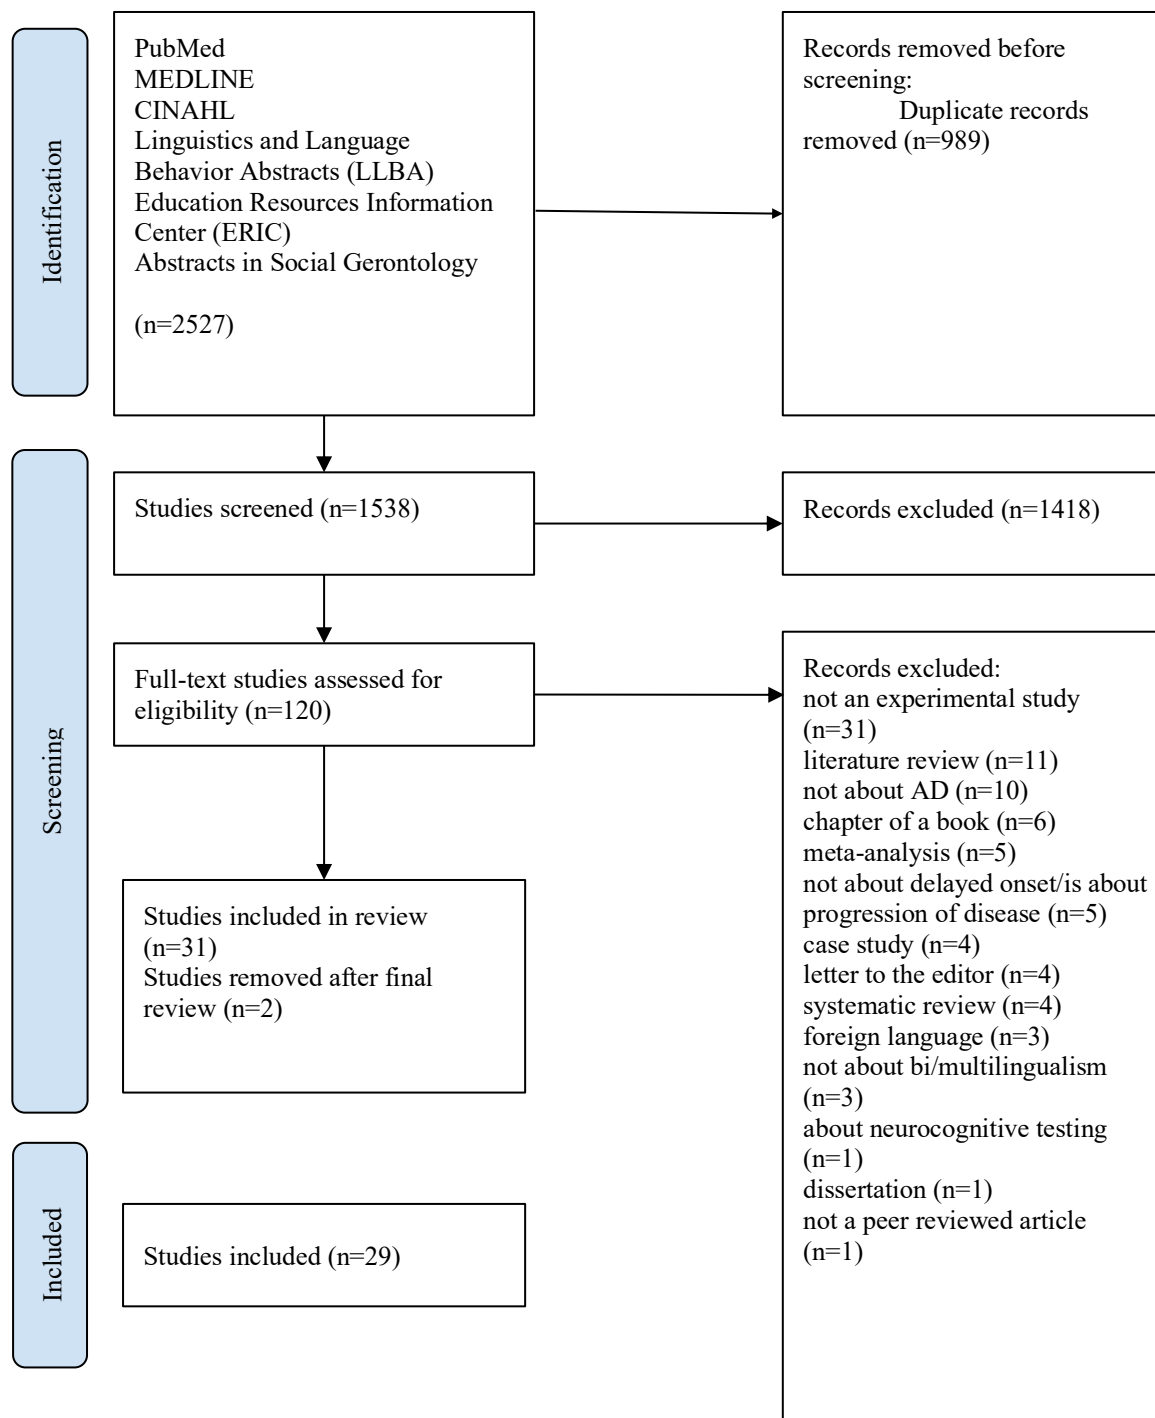 Identification
PubMed
MEDLINE
CINAHL
Linguistics and Language
Behavior Abstracts (LLBA)
Education Resources Information
Center (ERIC)
Abstracts in Social Gerontology
(n=2527)
Records removed before
screening:
Duplicate records
removed (n=989)
Screening
Studies screened (n=1538)
Records excluded (n=1418)
Full-text studies assessed for
eligibility (n=120)
Records excluded:
not an experimental study
(n=31)
literature review (n=11)
not about AD (n=10)
chapter of a book (n=6)
meta-analysis (n=5)
not about delayed onset/is about
progression of disease (n=5)
case study (n=4)
letter to the editor (n=4)
systematic review (n=4)
foreign language (n=3)
not about bi/multilingualism
(n=3)
about neurocognitive testing
(n=1)
dissertation (n=1)
not a peer reviewed article
(n=1)
Studies included in review
(n=31)
Studies removed after final
review (n=2)
Included
Studies included (n=29)